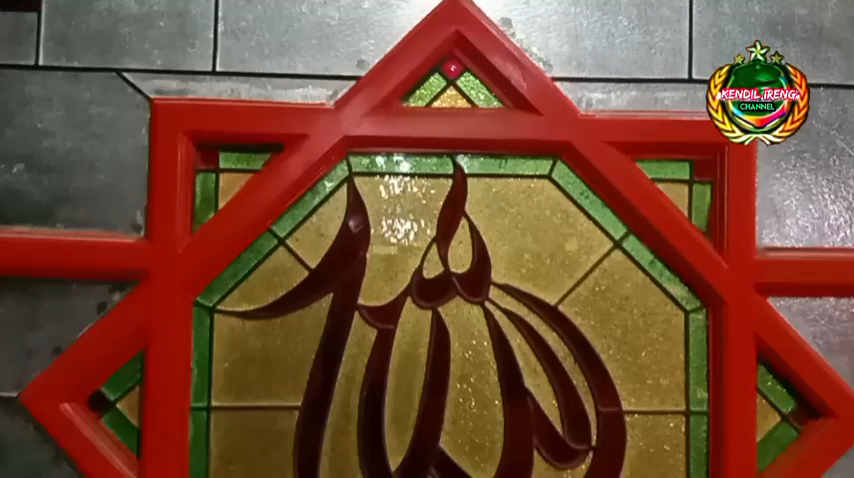 KENDIL IRENG
CHANNEL
الله